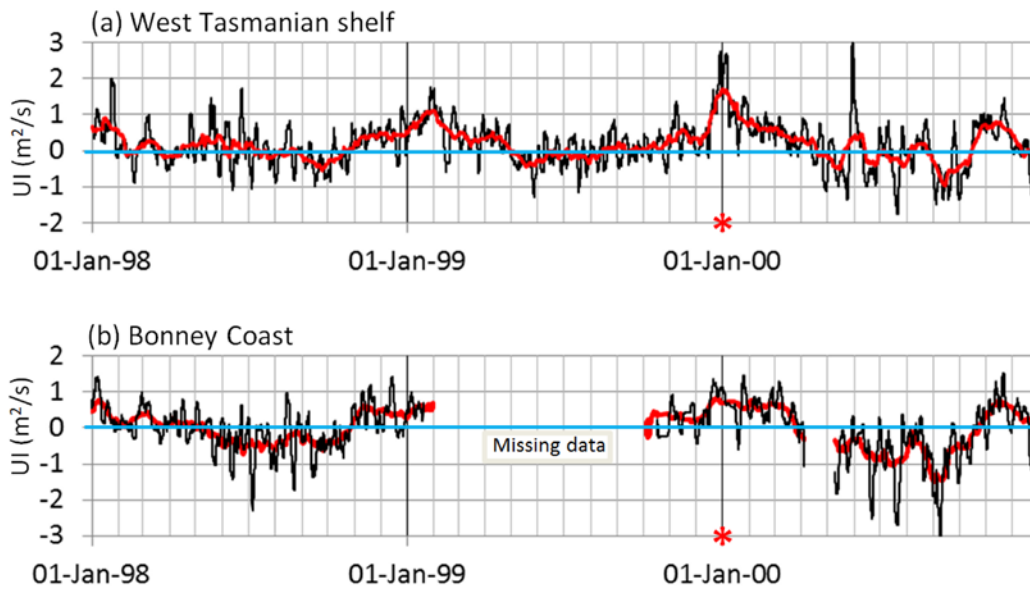 (a) West Tasmanian shelf
3
2
1
0
-1
-2
UI (m²/s)
*
01-Jan-98 01-Jan-99 01-Jan-00
(b) Bonney Coast
2
1
0
-1
-2
-3
UI (m²/s)
Missing data
*
01-Jan-98 01-Jan-99 01-Jan-00